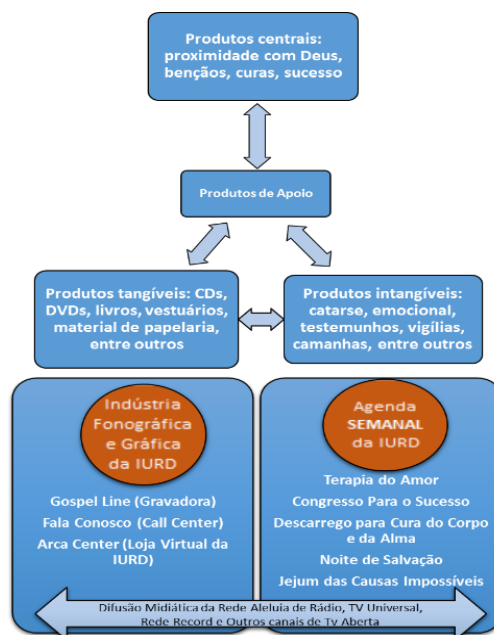 Produtos centrais:
proximidade com Deus,
bençãos, curas, sucesso
Produtos de Apoio
Produtos tangíveis: CDs,
DVDs, livros, vestuários,
material de papelaria,
entre outros
Produtos intangíveis:
catarse, emocional,
testemunhos, vigílias,
camanhas, entre outros
Indústria
Fonográfica
e Gráfica
da IURD
Gospel Line (Gravadora)
Fala Conosco (Call Center)
Arca Center (Loja Virtual da
IURD)
Agenda
SEMANAL
da IURD
Terapia do Amor
Congresso Para o Sucesso
Descarrego para Cura do Corpo
e da Alma
Noite de Salvação
Jejum das Causas Impossíveis
Difusão Midiática da Rede Aleluia de Rádio, TV Universal,
Rede Record e Outros canais de Tv Aberta